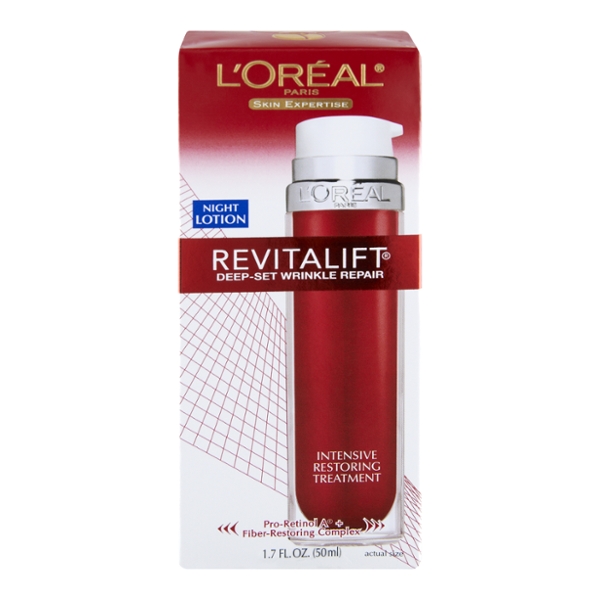 L'ORÉAL®
PARIS
SKIN EXPERTISE
L'ORÉAL
PARIS
NIGHT
LOTION
REVITALIFT®
DEEP-SET WRINKLE REPAIR
INTENSIVE
RESTORING
TREATMENT
Pro-Retinol A® +
Fiber-Restoring Complex
1.7 FL.OZ. (50ml) actual size